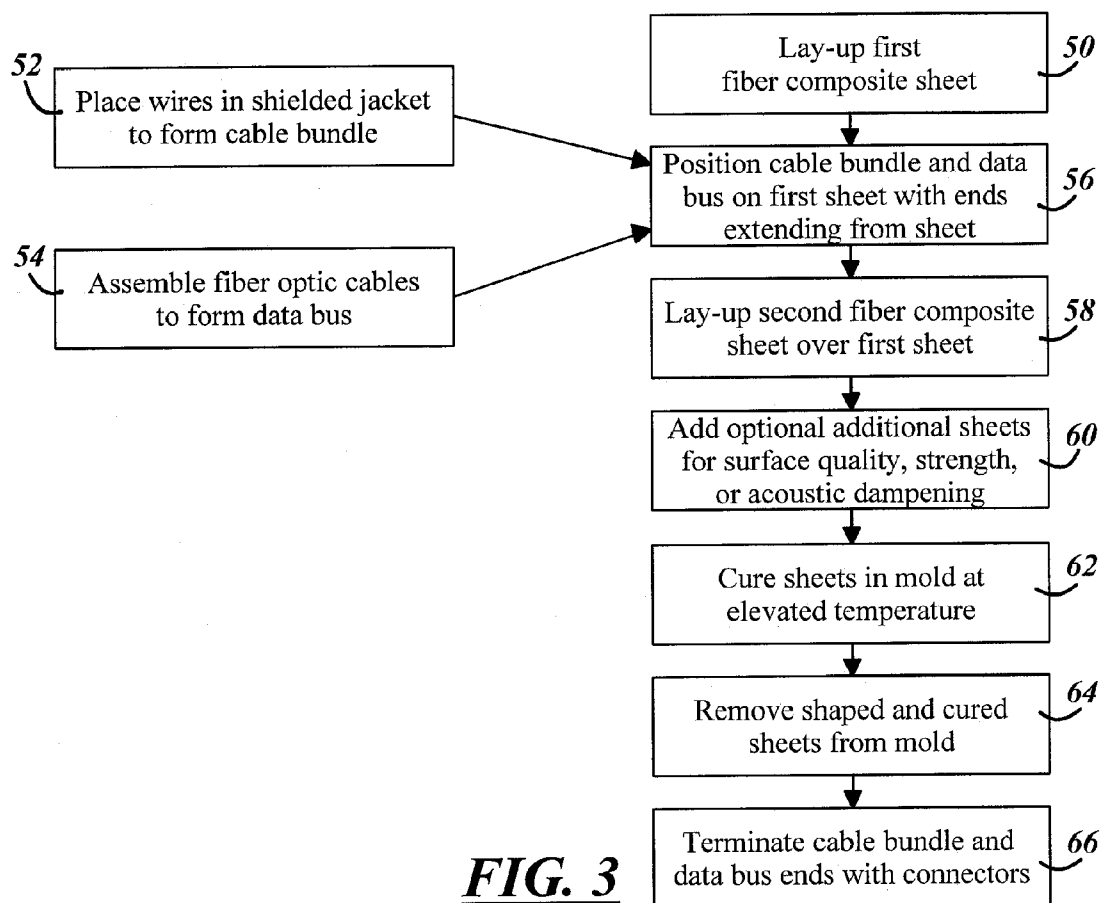 Lay-up first
fiber composite sheet
50
52
Place wires in shielded jacket
to form cable bundle
Position cable bundle and data
bus on first sheet with ends
extending from sheet
56
54
Assemble fiber optic cables
to form data bus
Lay-up second fiber composite
sheet over first sheet
58
Add optional additional sheets
for surface quality, strength,
or acoustic dampening
60
Cure sheets in mold at
elevated temperature
62
Remove shaped and cured
sheets from mold
64
Terminate cable bundle and
data bus ends with connectors
66
FIG. 3